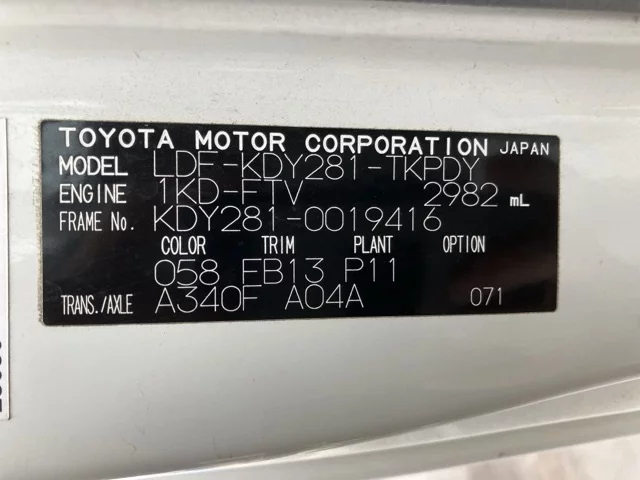 TOYOTA MOTOR CORPORATION JAPAN
MODEL LDF-KDY281-TKPDY
ENGINE 1KD-FTV 2982 mL
FRAME No. KDY281-0019416
COLOR TRIM PLANT OPTION
058 FB13 P11
TRANS./AXLE A340F A04A 071